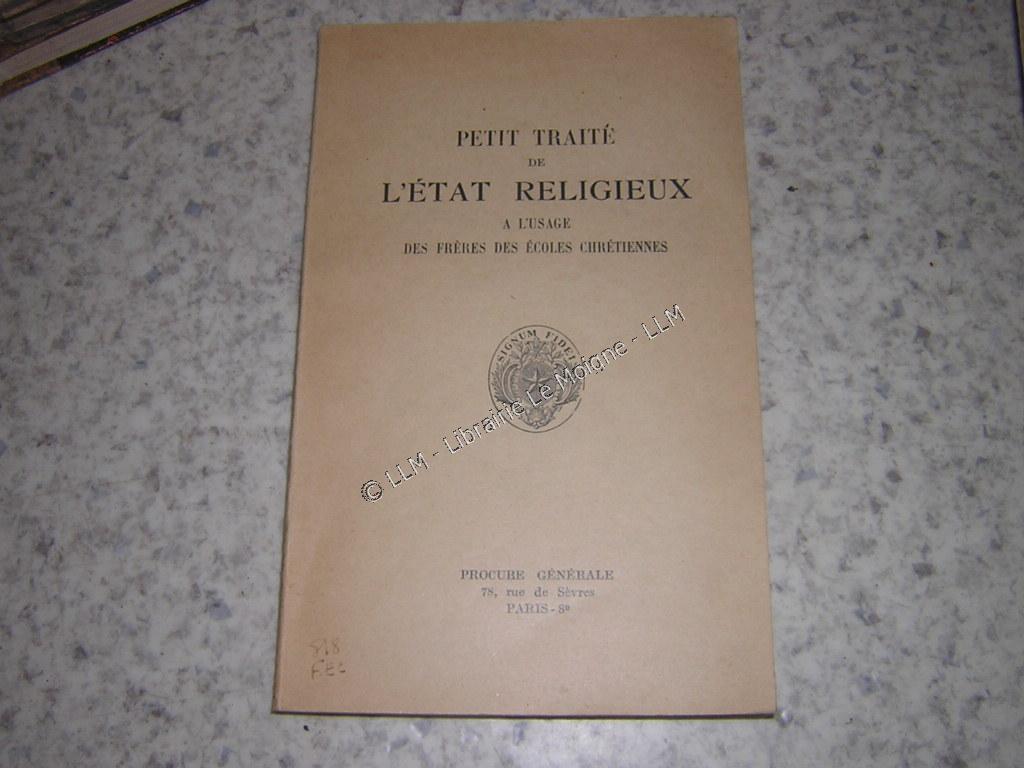 PETIT TRAITÉ
DE
L'ÉTAT RELIGIEUX
A L'USAGE
DES FRÈRES DES ÉCOLES CHRÉTIENNES
SIGNUM FIDEI
© LLM - Librairie Le Moigne - LLM
PROCURE GÉNÉRALE
78, rue de Sèvres
PARIS-8e